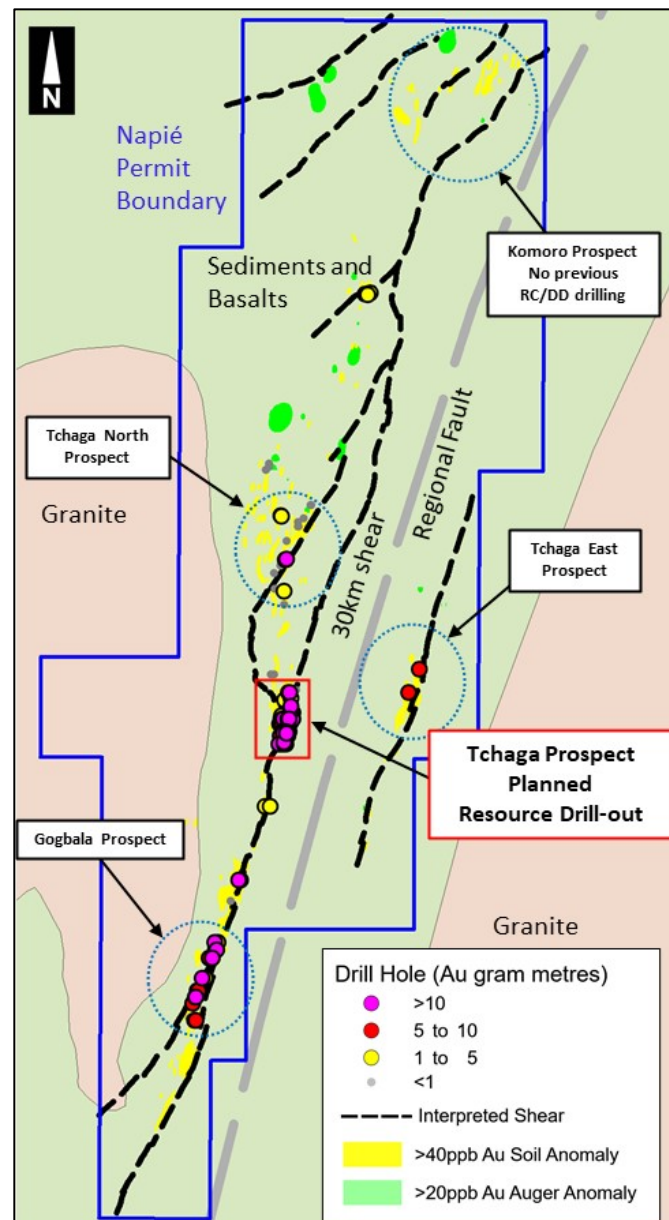 N
Napié
Permit
Boundary
Sediments and
Basalts
Komoro Prospect
No previous
RC/DD drilling
Tchaga North
Prospect
Granite
Regional Fault
30km shear
Tchaga East
Prospect
Tchaga Prospect
Planned
Resource Drill-out
Gogbala Prospect
Granite
Drill Hole (Au gram metres)
>10
5 to 10
1 to 5
<1
Interpreted Shear
>40ppb Au Soil Anomaly
>20ppb Au Auger Anomaly